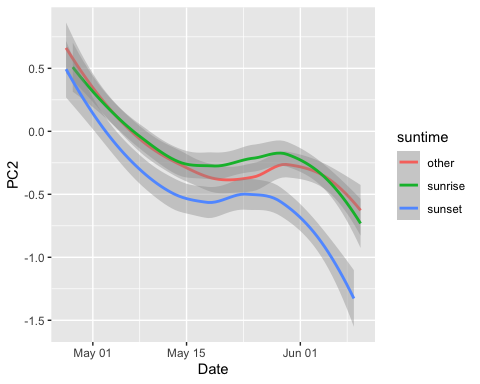 PC2
0.5
0.0
-0.5
-1.0
-1.5
May 01
May 15
Jun 01
Date
suntime
other
sunrise
sunset